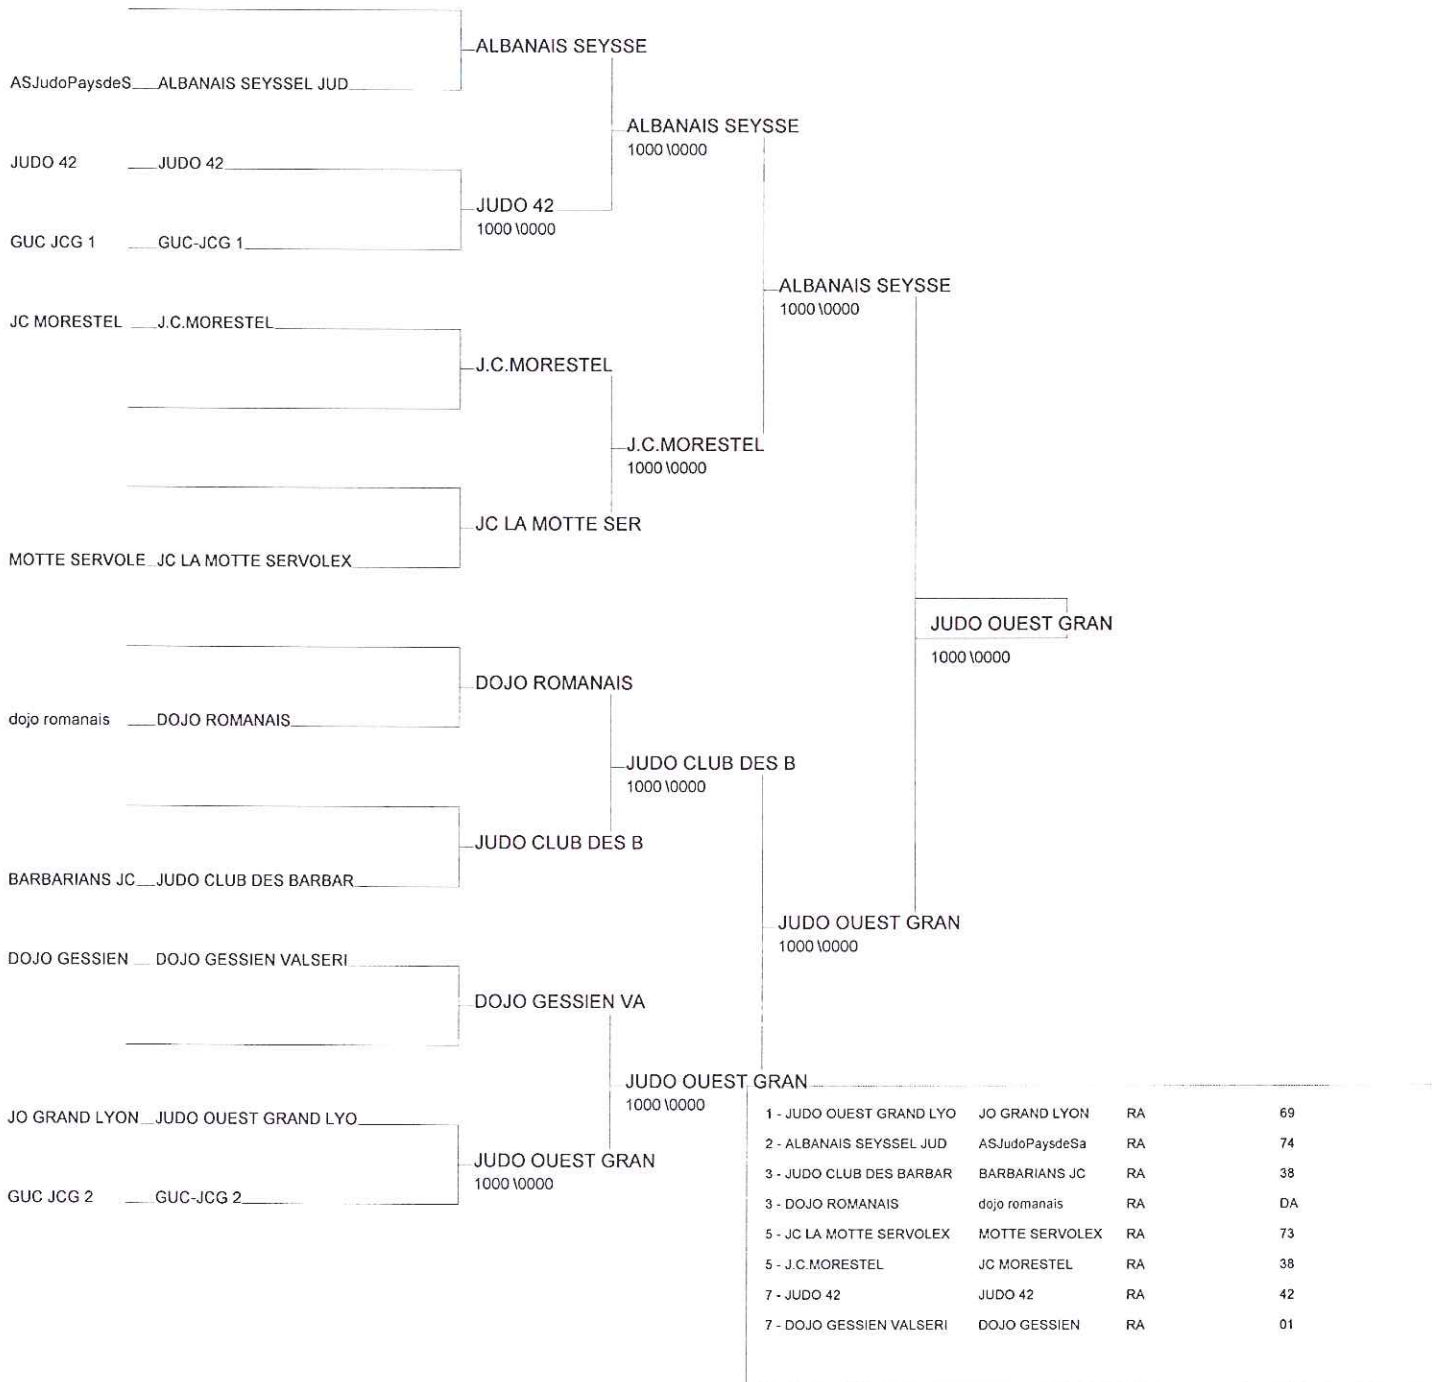 ALBANAIS SEYSSE
ASJudoPaysdeS ALBANAIS SEYSSEL JUD
ALBANAIS SEYSSE
1000 \0000
JUDO 42 JUDO 42
JUDO 42
1000 \0000
GUC JCG 1 GUC-JCG 1
ALBANAIS SEYSSE
1000 \0000
JC MORESTEL J.C.MORESTEL
J.C.MORESTEL
J.C.MORESTEL
1000 \0000
JC LA MOTTE SER
MOTTE SERVOLE JC LA MOTTE SERVOLEX
JUDO OUEST GRAN
1000 \0000
DOJO ROMANAIS
dojo romanais DOJO ROMANAIS
JUDO CLUB DES B
1000 \0000
JUDO CLUB DES B
BARBARIANS JC JUDO CLUB DES BARBAR
JUDO OUEST GRAN
1000 \0000
DOJO GESSIEN DOJO GESSIEN VALSERI
DOJO GESSIEN VA
JUDO OUEST GRAN
1000 \0000
JO GRAND LYON JUDO OUEST GRAND LYO
JUDO OUEST GRAN
1000 \0000
GUC JCG 2 GUC-JCG 2
1 - JUDO OUEST GRAND LYO JO GRAND LYON RA 69
2 - ALBANAIS SEYSSEL JUD ASJudoPaysdeSa RA 74
3 - JUDO CLUB DES BARBAR BARBARIANS JC RA 38
3 - DOJO ROMANAIS dojo romanais RA DA
5 - JC LA MOTTE SERVOLEX MOTTE SERVOLEX RA 73
5 - J.C.MORESTEL JC MORESTEL RA 38
7 - JUDO 42 JUDO 42 RA 42
7 - DOJO GESSIEN VALSERI DOJO GESSIEN RA 01